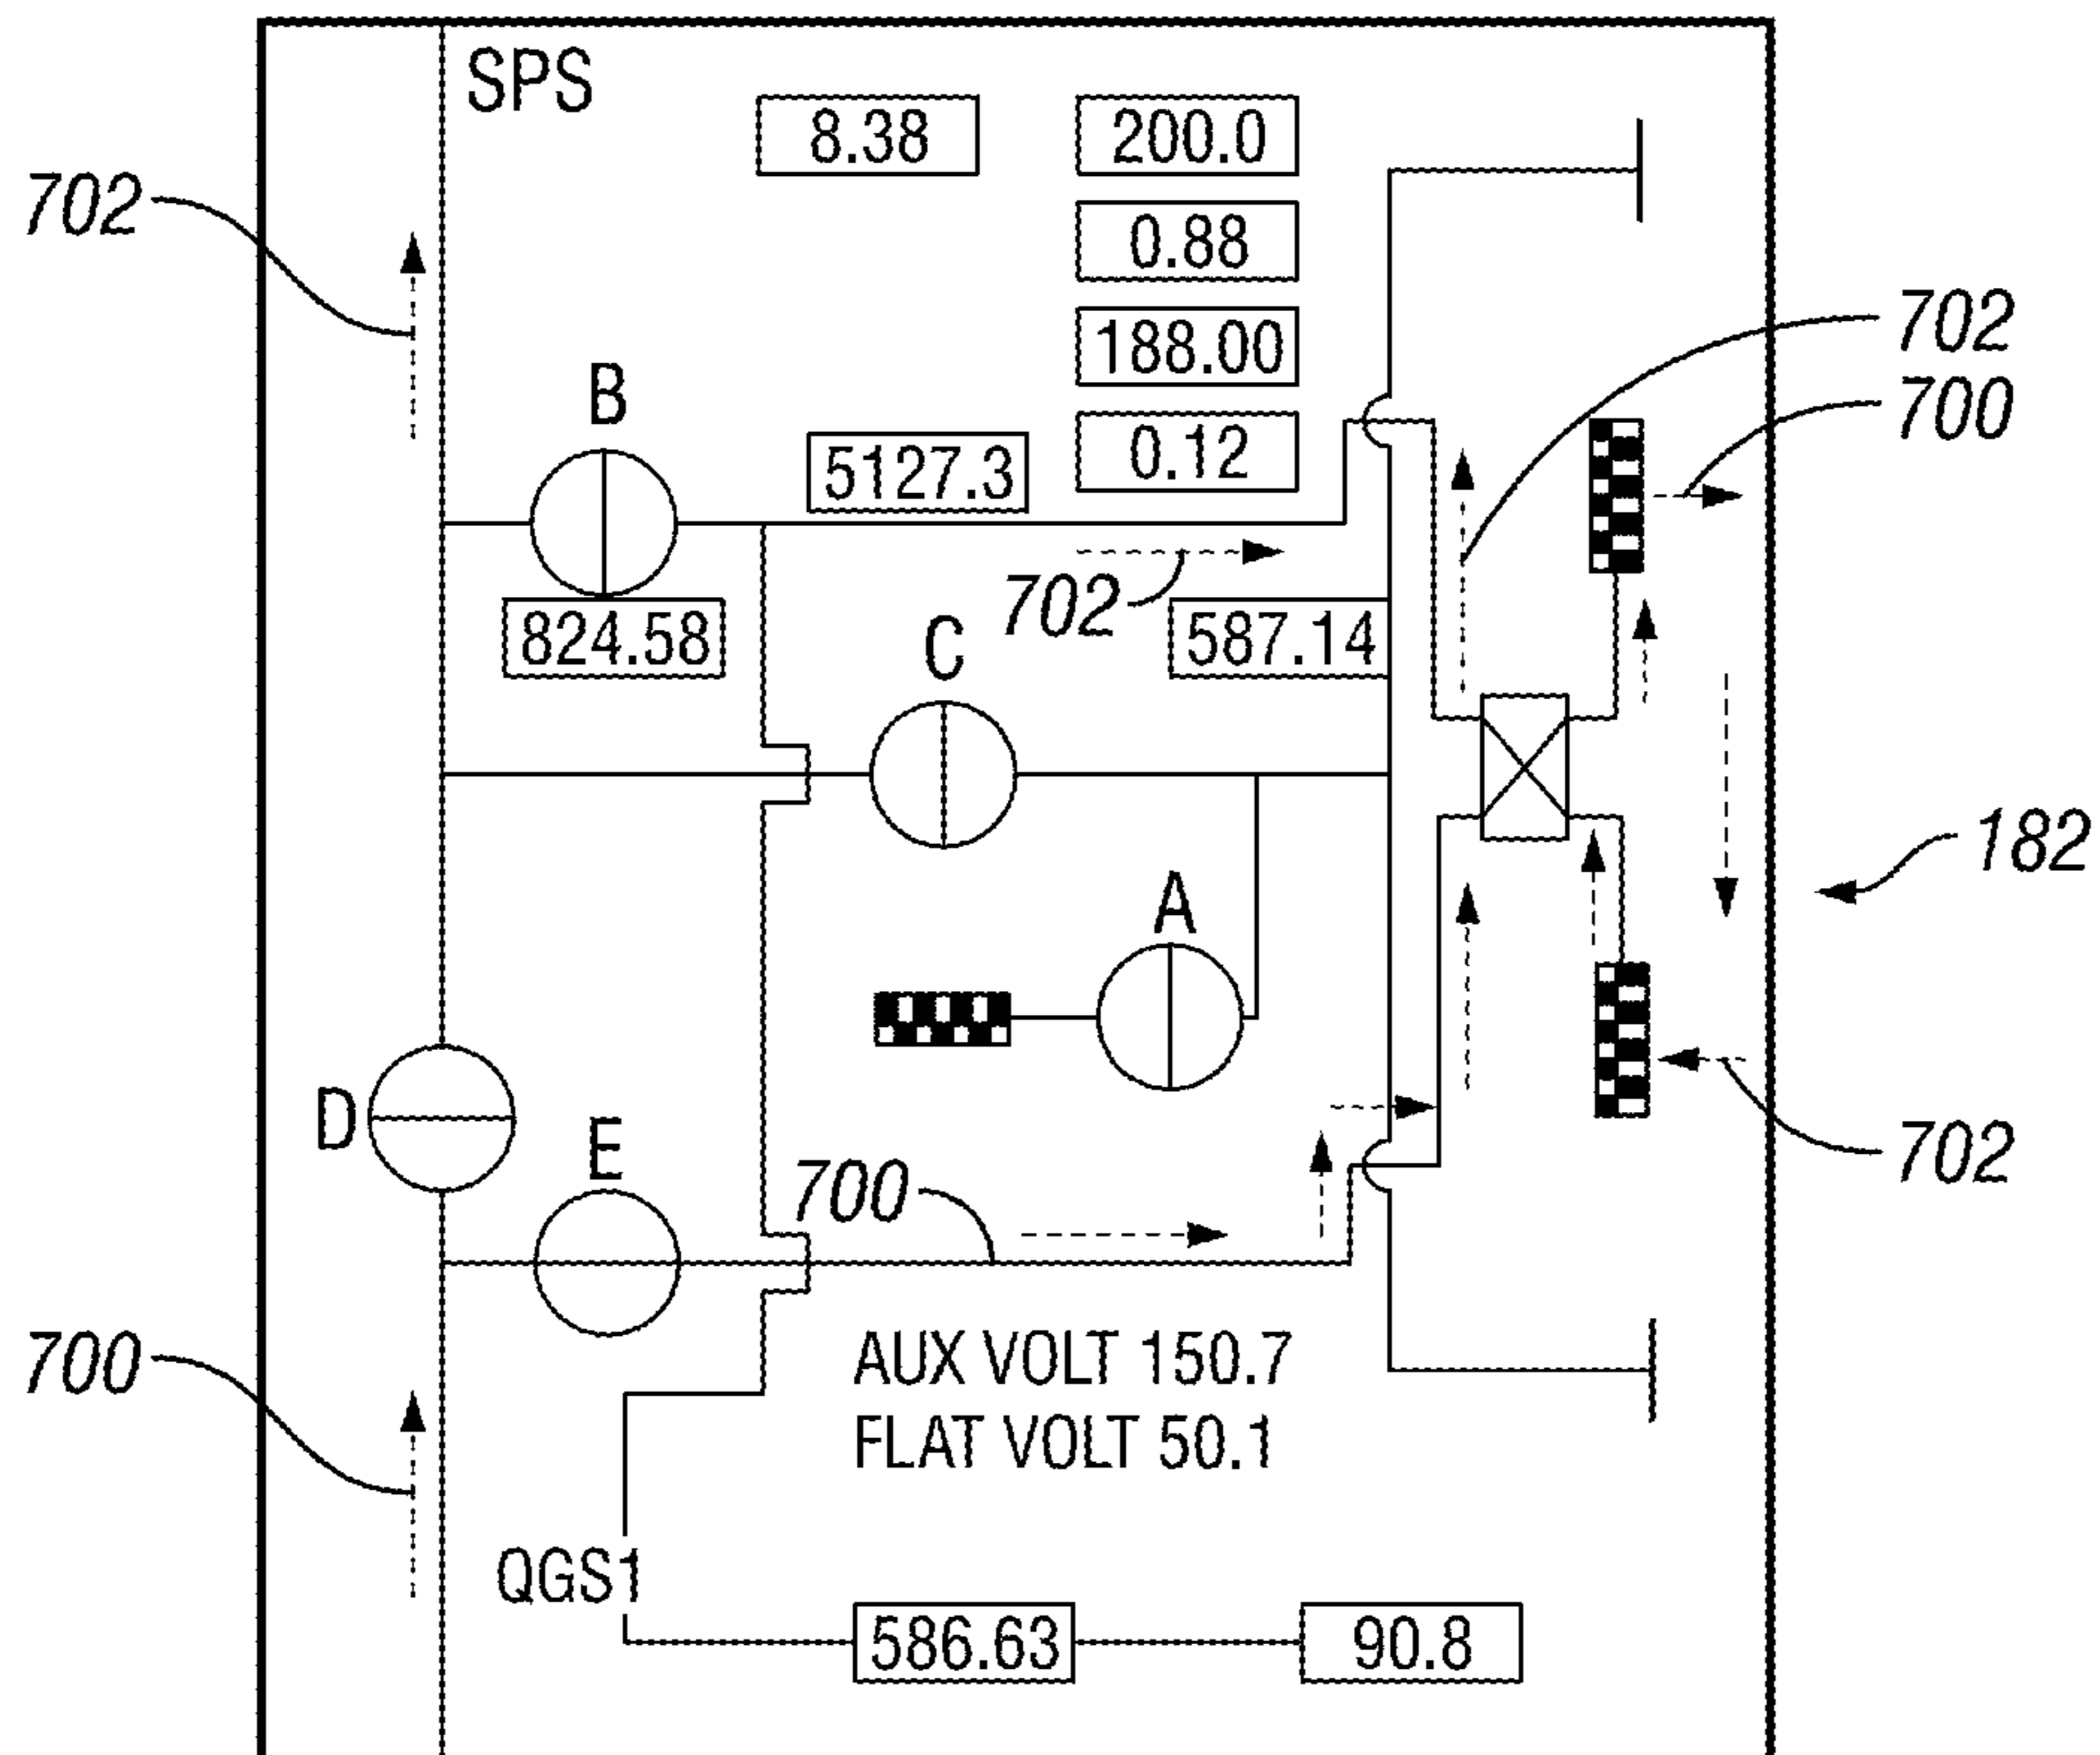 SPS
8.38
200.0
702
0.88
702
188.00
700
B
0.12
5127.3
702
824.58
587.14
C
182
A
D
E
702
700
700
AUX VOLT 150.7
FLAT VOLT 50.1
QGS1
586.63
90.8